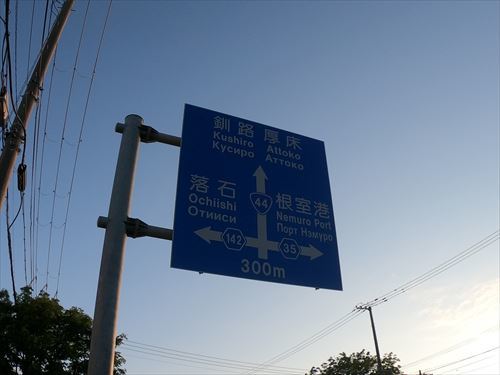 釧路 厚床
Kushiro Attoko
Кусиро Аттоко
44
落石
Ochiishi
Отииси
根室港
Nemuro Port
Порт Нэмуро
142 35
300m